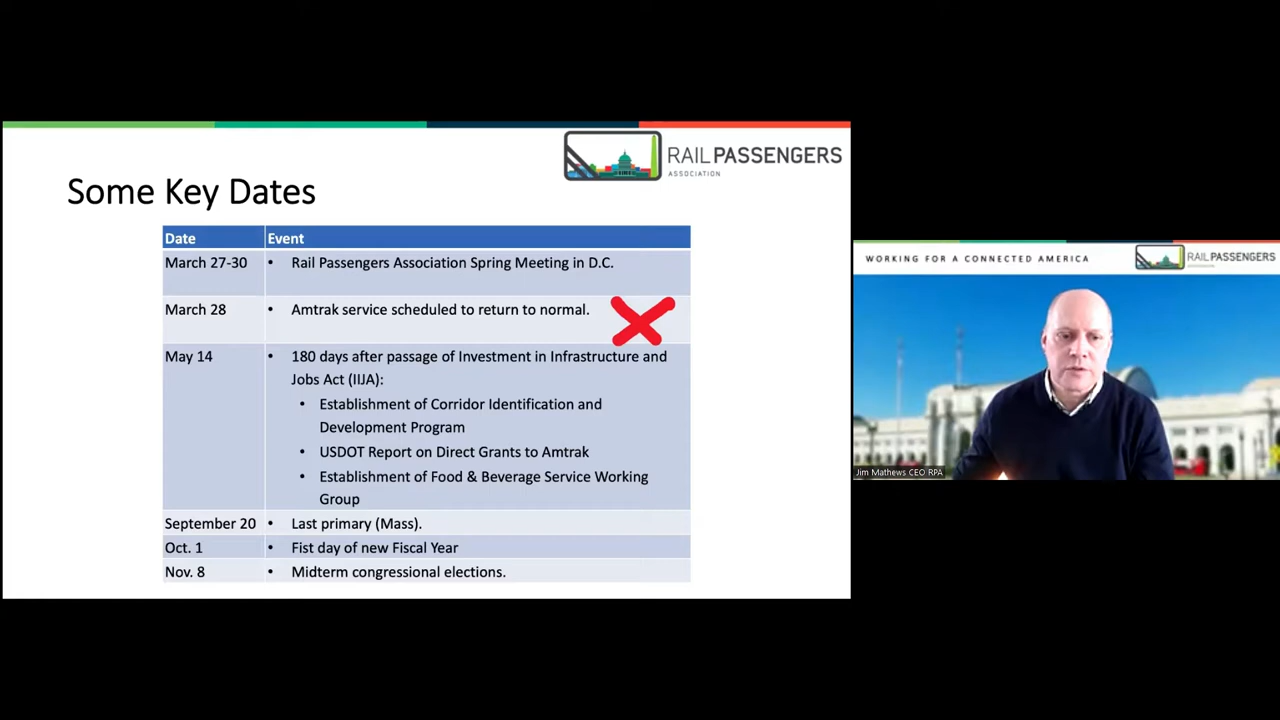 RAIL PASSENGERS
ASSOCIATION
Some Key Dates
Date Event
March 27-30 • Rail Passengers Association Spring Meeting in D.C.
March 28 • Amtrak service scheduled to return to normal.
May 14 • 180 days after passage of Investment in Infrastructure and
Jobs Act (IIJA):
• Establishment of Corridor Identification and
Development Program
• USDOT Report on Direct Grants to Amtrak
• Establishment of Food & Beverage Service Working
Group
September 20 • Last primary (Mass).
Oct. 1 • Fist day of new Fiscal Year
Nov. 8 • Midterm congressional elections.
WORKING FOR A CONNECTED AMERICA
RAIL PASSENGERS
Jim Mathews CEO RPA